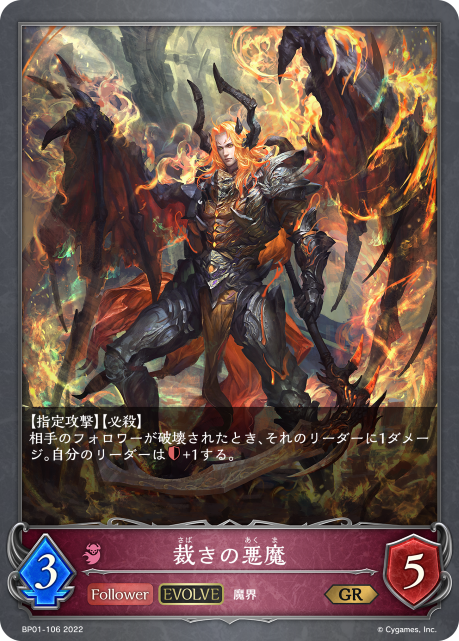 【指定攻撃】【必殺】
相手のフォロワーが破壊されたとき、それのリーダーに1ダメー
ジ。自分のリーダーは+1する。
さば あくま
裁きの悪魔
3
Follower EVOLVE 魔界 GR
5
BP01-106 2022 © Cygames, Inc.